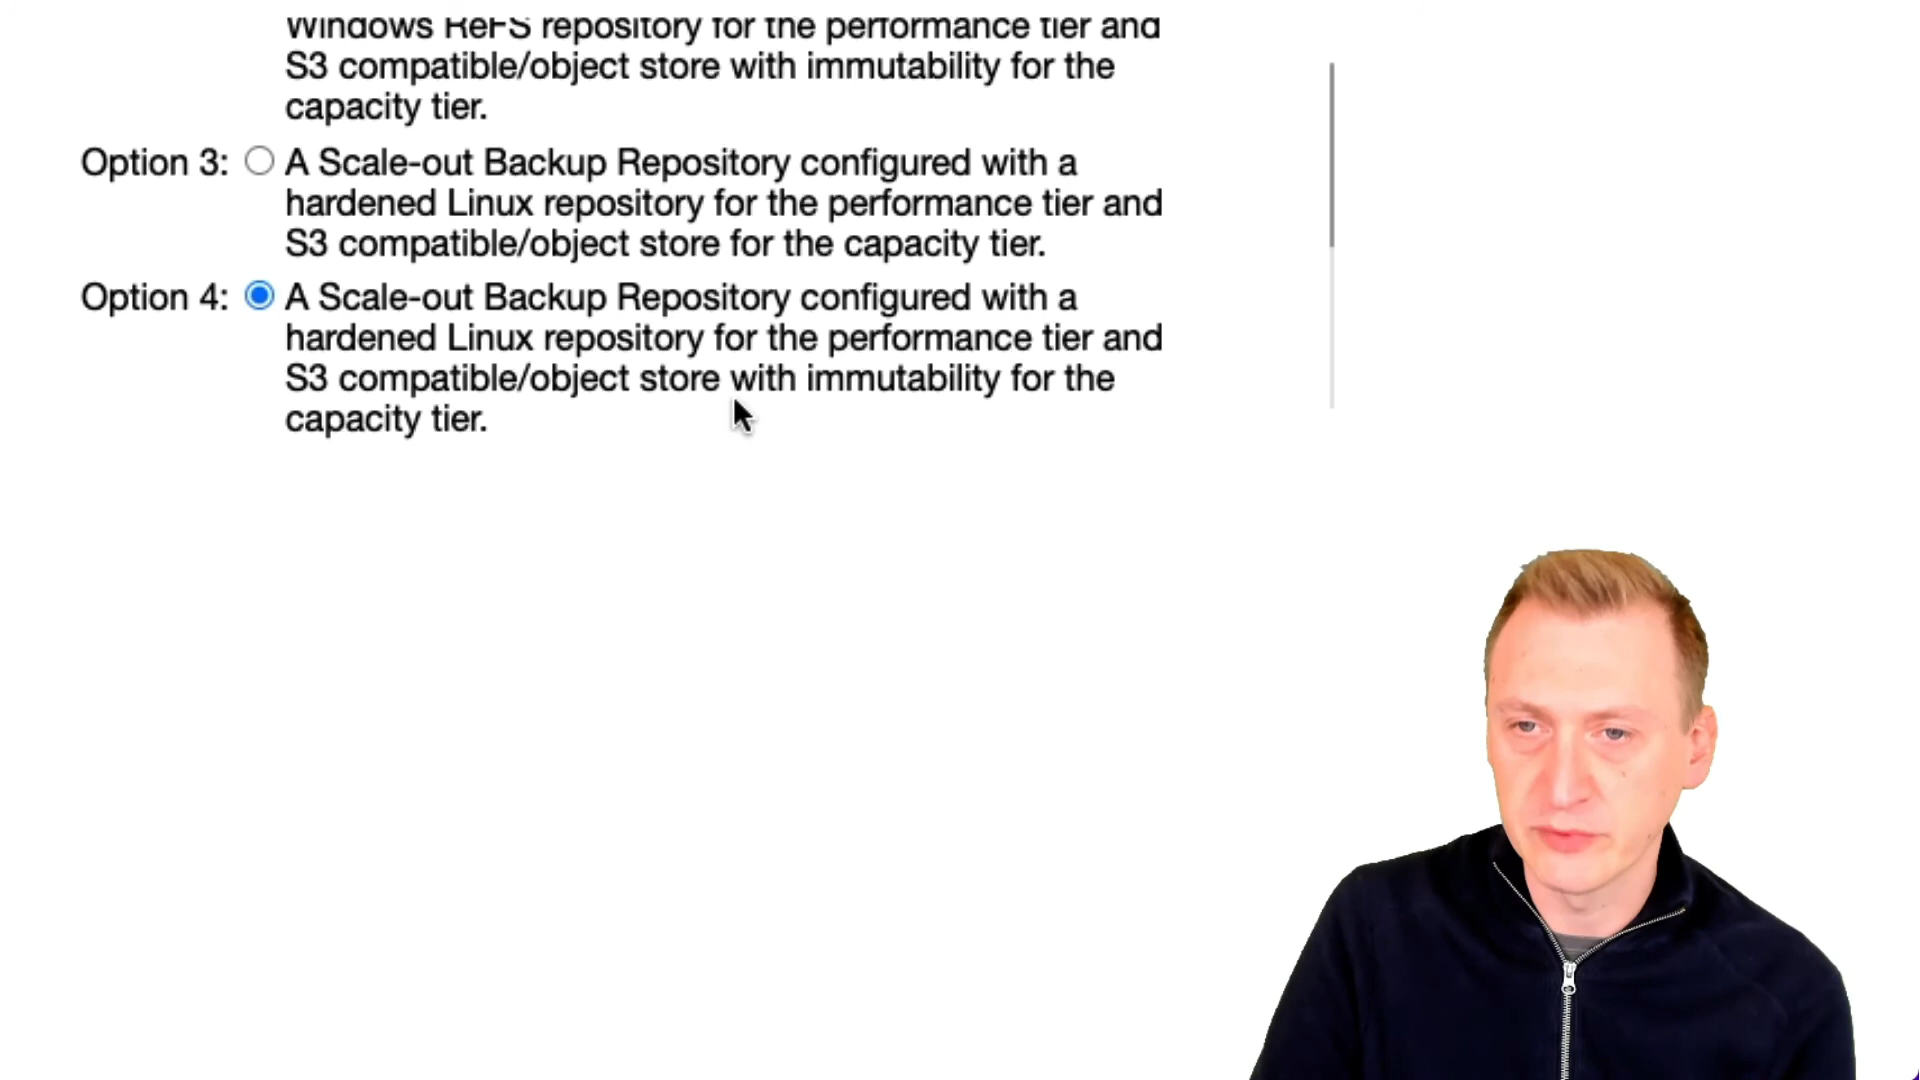 Windows ReFS repository for the performance tier and
S3 compatible/object store with immutability for the
capacity tier.
Option 3: A Scale-out Backup Repository configured with a
hardened Linux repository for the performance tier and
S3 compatible/object store for the capacity tier.
Option 4: A Scale-out Backup Repository configured with a
hardened Linux repository for the performance tier and
S3 compatible/object store with immutability for the
capacity tier.